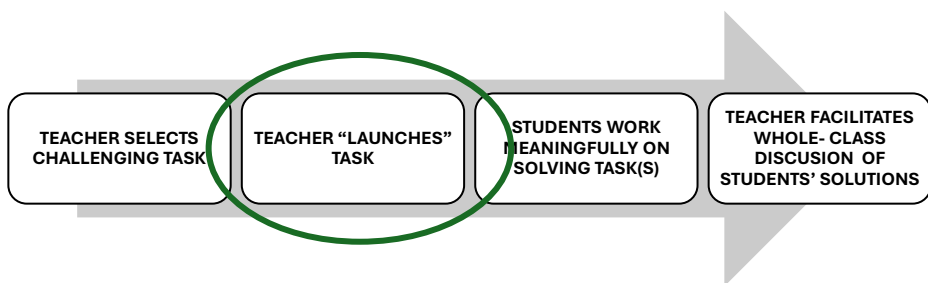 TEACHER SELECTS
CHALLENGING TASK
TEACHER “LAUNCHES”
TASK
STUDENTS WORK
MEANINGFULLY ON
SOLVING TASK(S)
TEACHER FACILITATES
WHOLE- CLASS
DISCUSION OF
STUDENTS’ SOLUTIONS